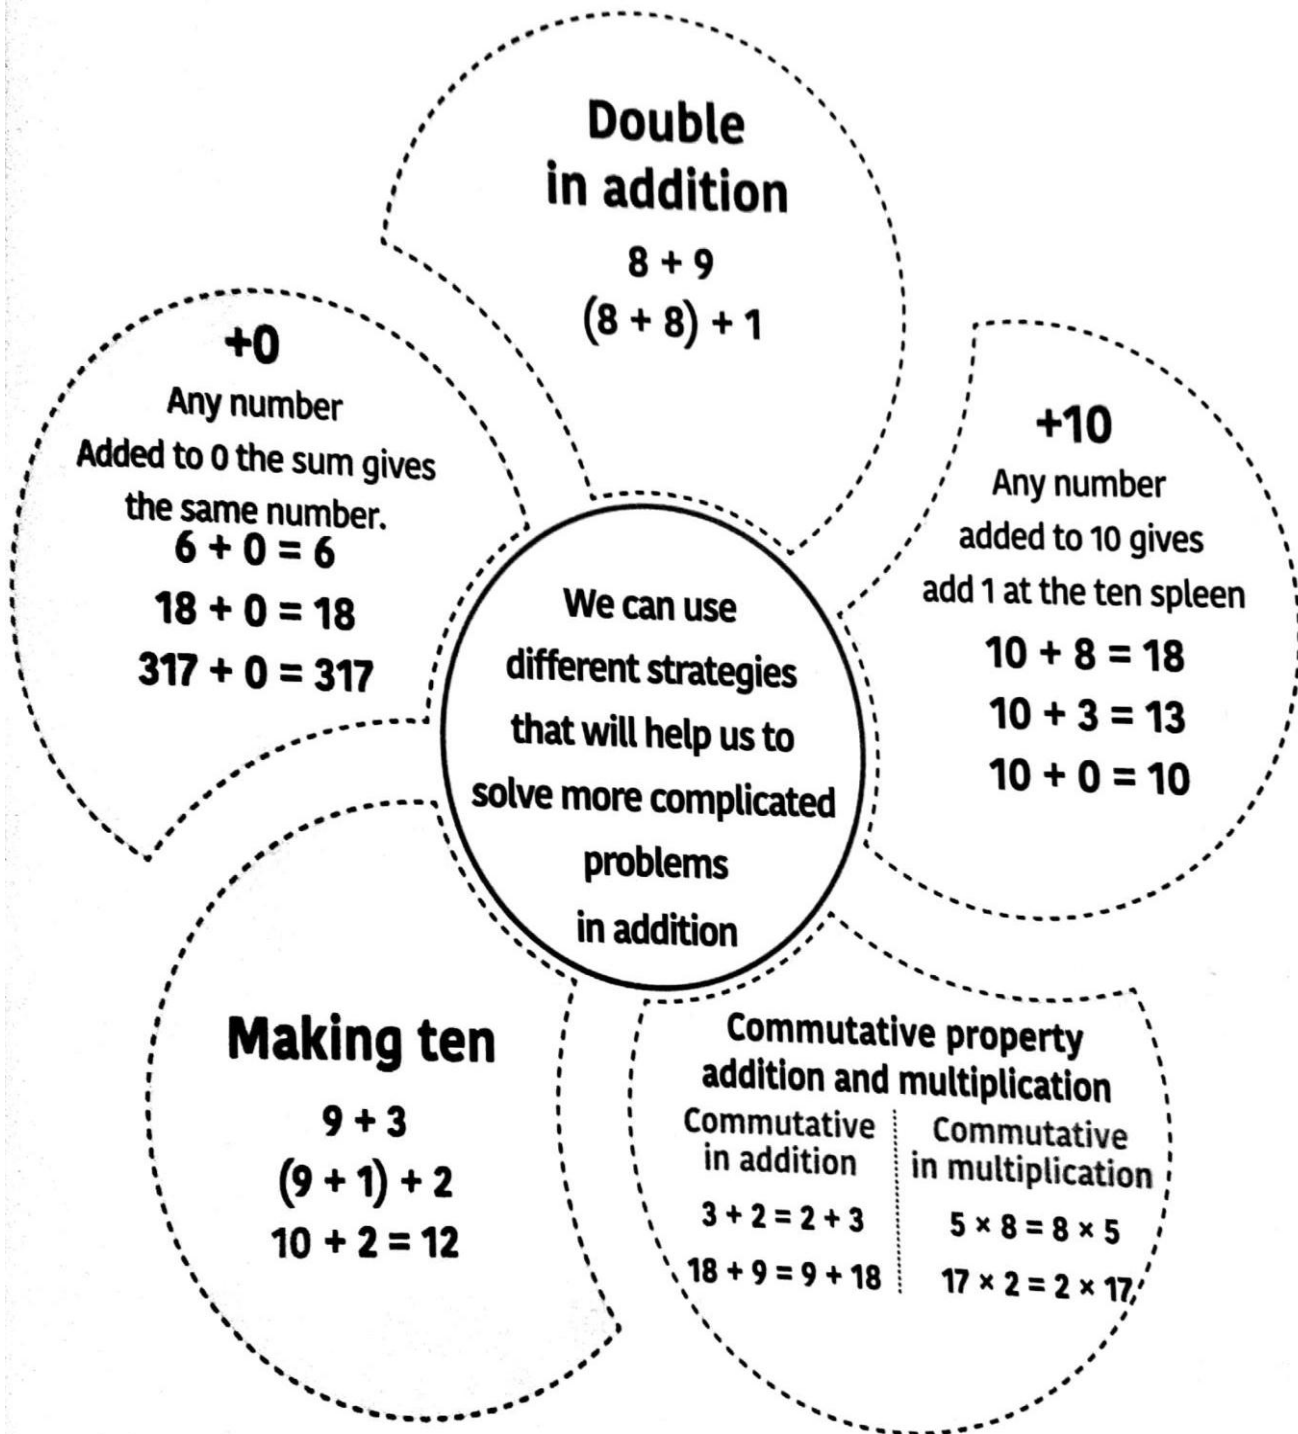 Double
in addition
8 + 9
(8 + 8) + 1
+0
Any number
Added to 0 the sum gives
the same number.
6 + 0 = 6
18 + 0 = 18
317 + 0 = 317
+10
Any number
added to 10 gives
add 1 at the ten spleen
10 + 8 = 18
10 + 3 = 13
10 + 0 = 10
We can use
different strategies
that will help us to
solve more complicated
problems
in addition
Making ten
9 + 3
(9 + 1) + 2
10 + 2 = 12
Commutative property
addition and multiplication
Commutative
in addition
3 + 2 = 2 + 3
18 + 9 = 9 + 18
Commutative
in multiplication
5 × 8 = 8 × 5
17 × 2 = 2 × 17